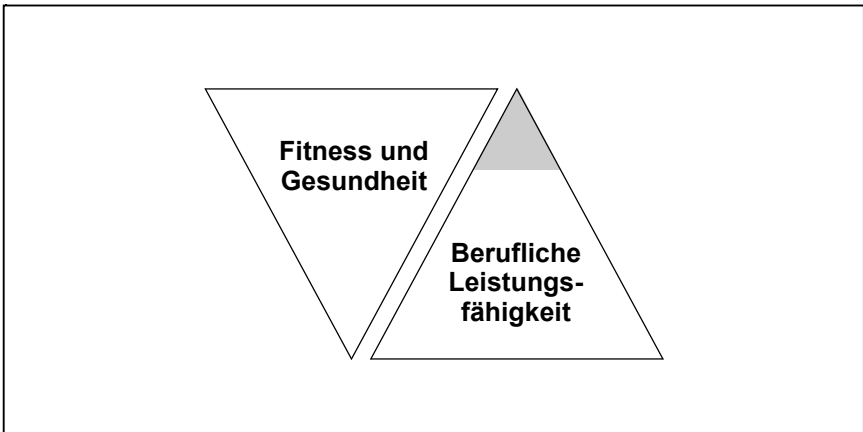 Fitness und
Gesundheit
Berufliche
Leistungs-
fähigkeit